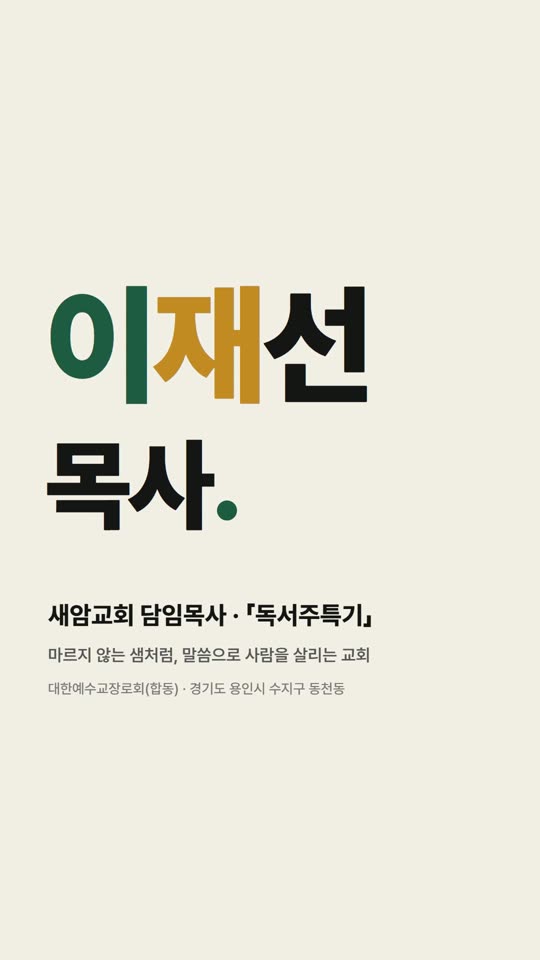 이재선
목사.
새암교회 담임목사 · 「독서주특기」
마르지 않는 샘처럼, 말씀으로 사람을 살리는 교회
대한예수교장로회(합동) · 경기도 용인시 수지구 동천동